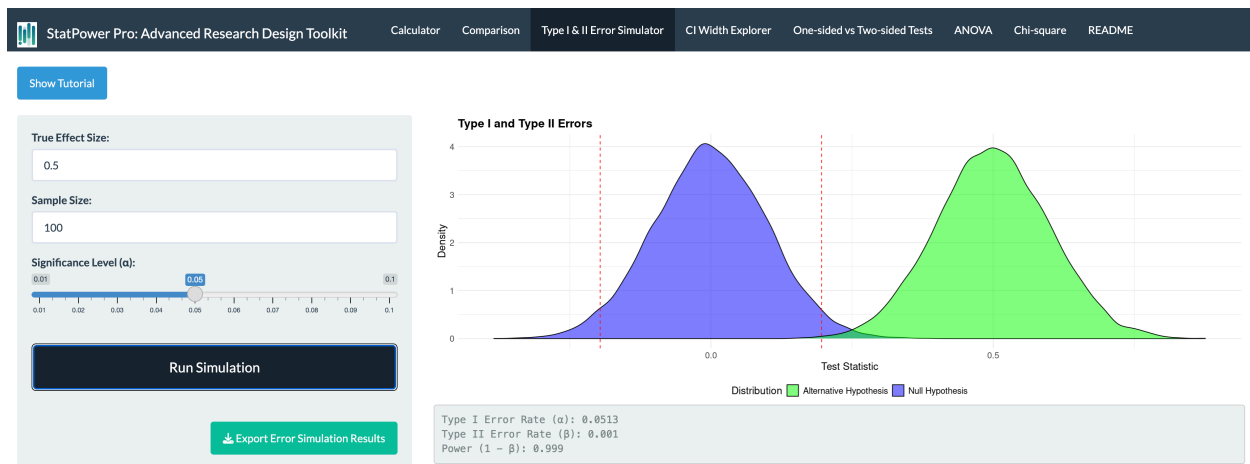 StatPower Pro: Advanced Research Design Toolkit Calculator Comparison Type I & II Error Simulator CI Width Explorer One-sided vs Two-sided Tests ANOVA Chi-square README
Show Tutorial
True Effect Size:
0.5
Sample Size:
100
Significance Level (α):
0.01 0.05 0.1
0.01 0.02 0.03 0.04 0.05 0.06 0.07 0.08 0.09 0.1
Run Simulation
Export Error Simulation Results
Type I and Type II Errors
Density
4
3
2
1
0
0.0 0.5
Test Statistic
Distribution Alternative Hypothesis Null Hypothesis
Type I Error Rate (α): 0.0513
Type II Error Rate (β): 0.001
Power (1 − β): 0.999